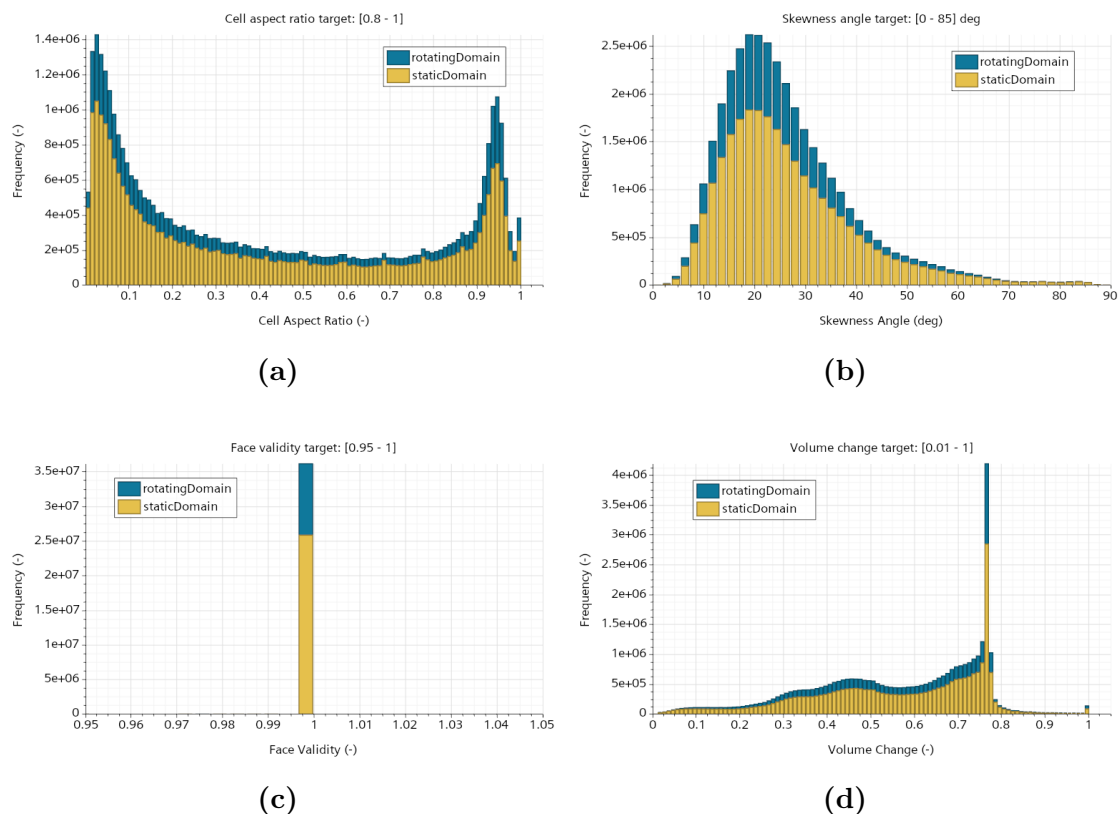 Cell aspect ratio target: [0.8 - 1]
1.4e+06
1.2e+06
1e+06
8e+05
6e+05
4e+05
2e+05
0
Frequency (-)
rotatingDomain
staticDomain
0.1 0.2 0.3 0.4 0.5 0.6 0.7 0.8 0.9 1
Cell Aspect Ratio (-)
(a)
Skewness angle target: [0 - 85] deg
2.5e+06
2e+06
1.5e+06
1e+06
5e+05
0
Frequency (-)
rotatingDomain
staticDomain
0 10 20 30 40 50 60 70 80 90
Skewness Angle (deg)
(b)
Face validity target: [0.95 - 1]
3.5e+07
3e+07
2.5e+07
2e+07
1.5e+07
1e+07
5e+06
0
Frequency (-)
rotatingDomain
staticDomain
0.95 0.96 0.97 0.98 0.99 1 1.01 1.02 1.03 1.04 1.05
Face Validity (-)
(c)
Volume change target: [0.01 - 1]
4e+06
3.5e+06
3e+06
2.5e+06
2e+06
1.5e+06
1e+06
5e+05
0
Frequency (-)
rotatingDomain
staticDomain
0 0.1 0.2 0.3 0.4 0.5 0.6 0.7 0.8 0.9 1
Volume Change (-)
(d)